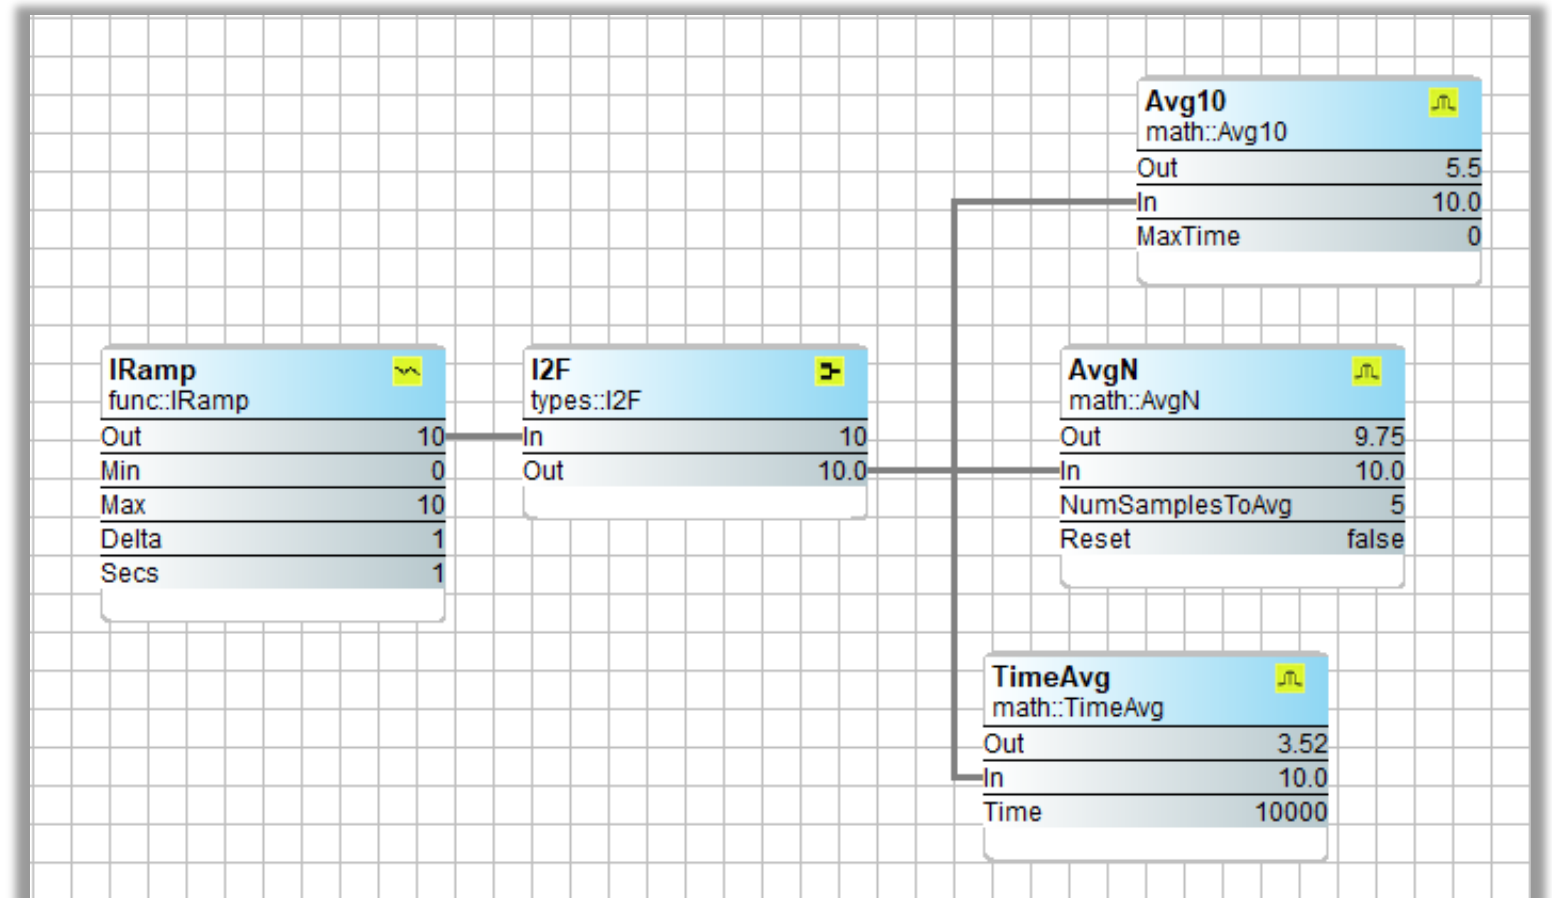 Avg10
math::Avg10
Out 5.5
In 10.0
MaxTime 0
IRamp
func::IRamp
Out 10
Min 0
Max 10
Delta 1
Secs 1
I2F
types::I2F
In 10
Out 10.0
AvgN
math::AvgN
Out 9.75
In 10.0
NumSamplesToAvg 5
Reset false
TimeAvg
math::TimeAvg
Out 3.52
In 10.0
Time 10000